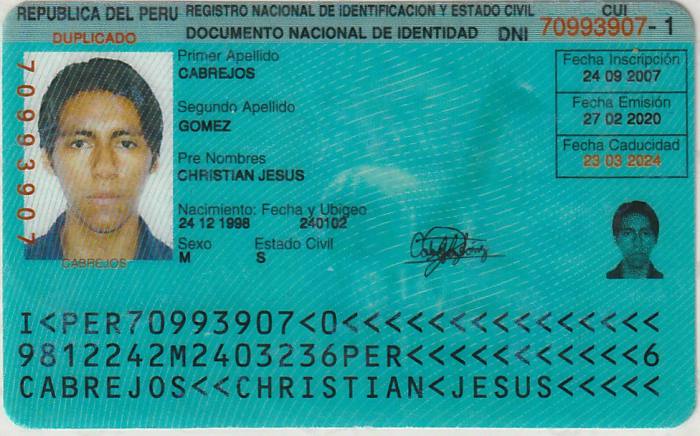 REPUBLICA DEL PERU REGISTRO NACIONAL DE IDENTIFICACION Y ESTADO CIVIL CUI
DUPLICADO DOCUMENTO NACIONAL DE IDENTIDAD DNI 70993907-1
70993907
Primer Apellido
CABREJOS
Segundo Apellido
GOMEZ
Pre Nombres
CHRISTIAN JESUS
Nacimiento: Fecha y Ubigeo
24 12 1998 240102
Sexo Estado Civil
M S
Fecha Inscripción
24 09 2007
Fecha Emisión
27 02 2020
Fecha Caducidad
23 03 2024
CABREJOS
I<PER70993907<0<<<<<<<<<<<<<<<
9812242M2403236PER<<<<<<<<<<<6
CABREJOS<<CHRISTIAN<JESUS<<<<<